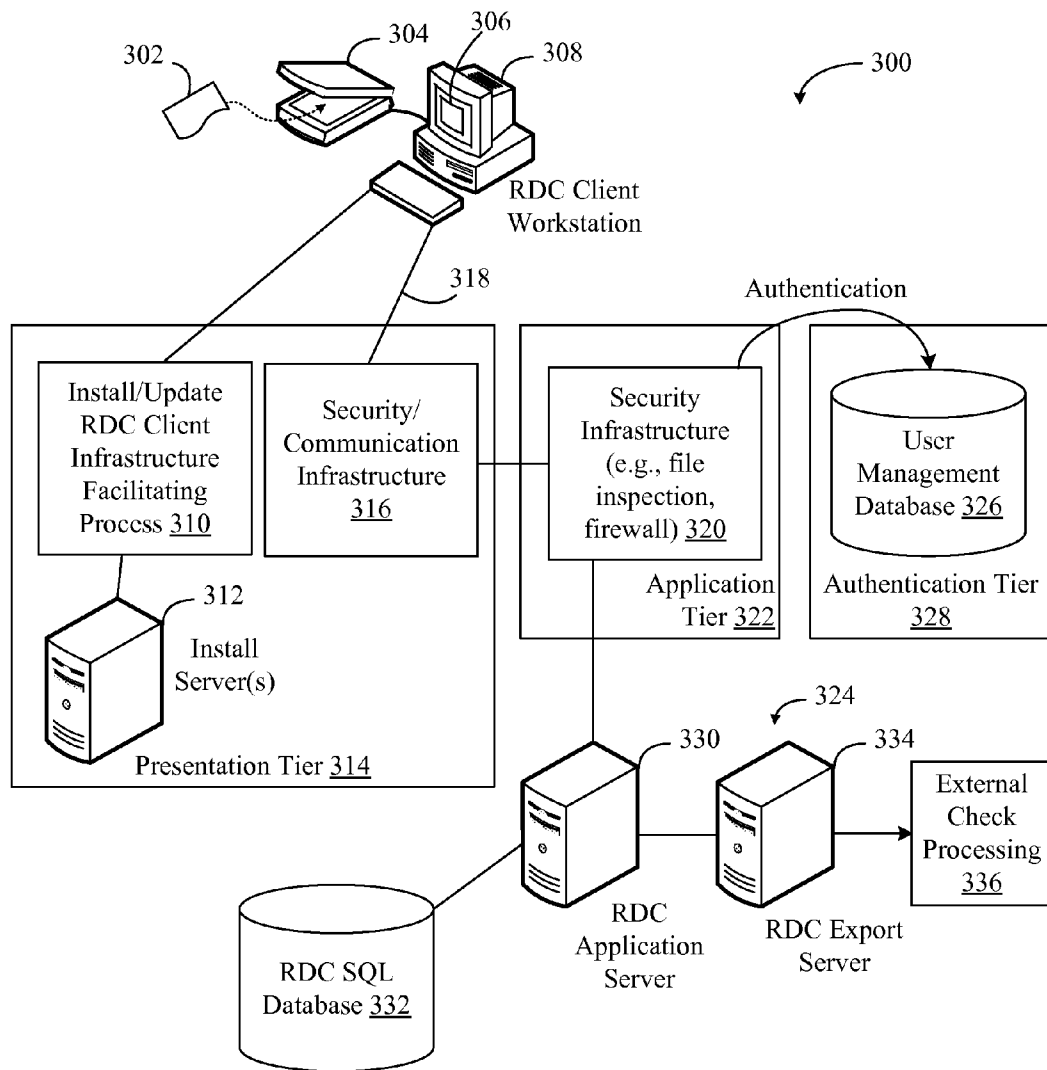 306
304
308
302
300
RDC Client
Workstation
318
Authentication
Install/Update
RDC Client
Infrastructure
Facilitating
Process 310
Security/
Communication
Infrastructure
316
Security
Infrastructure
(e.g., file
inspection,
firewall) 320
User
Management
Database 326
Application
Tier 322
Authentication Tier
328
312
Install
Server(s)
Presentation Tier 314
324
330
334
External
Check
Processing
336
RDC
Application
Server
RDC Export
Server
RDC SQL
Database 332